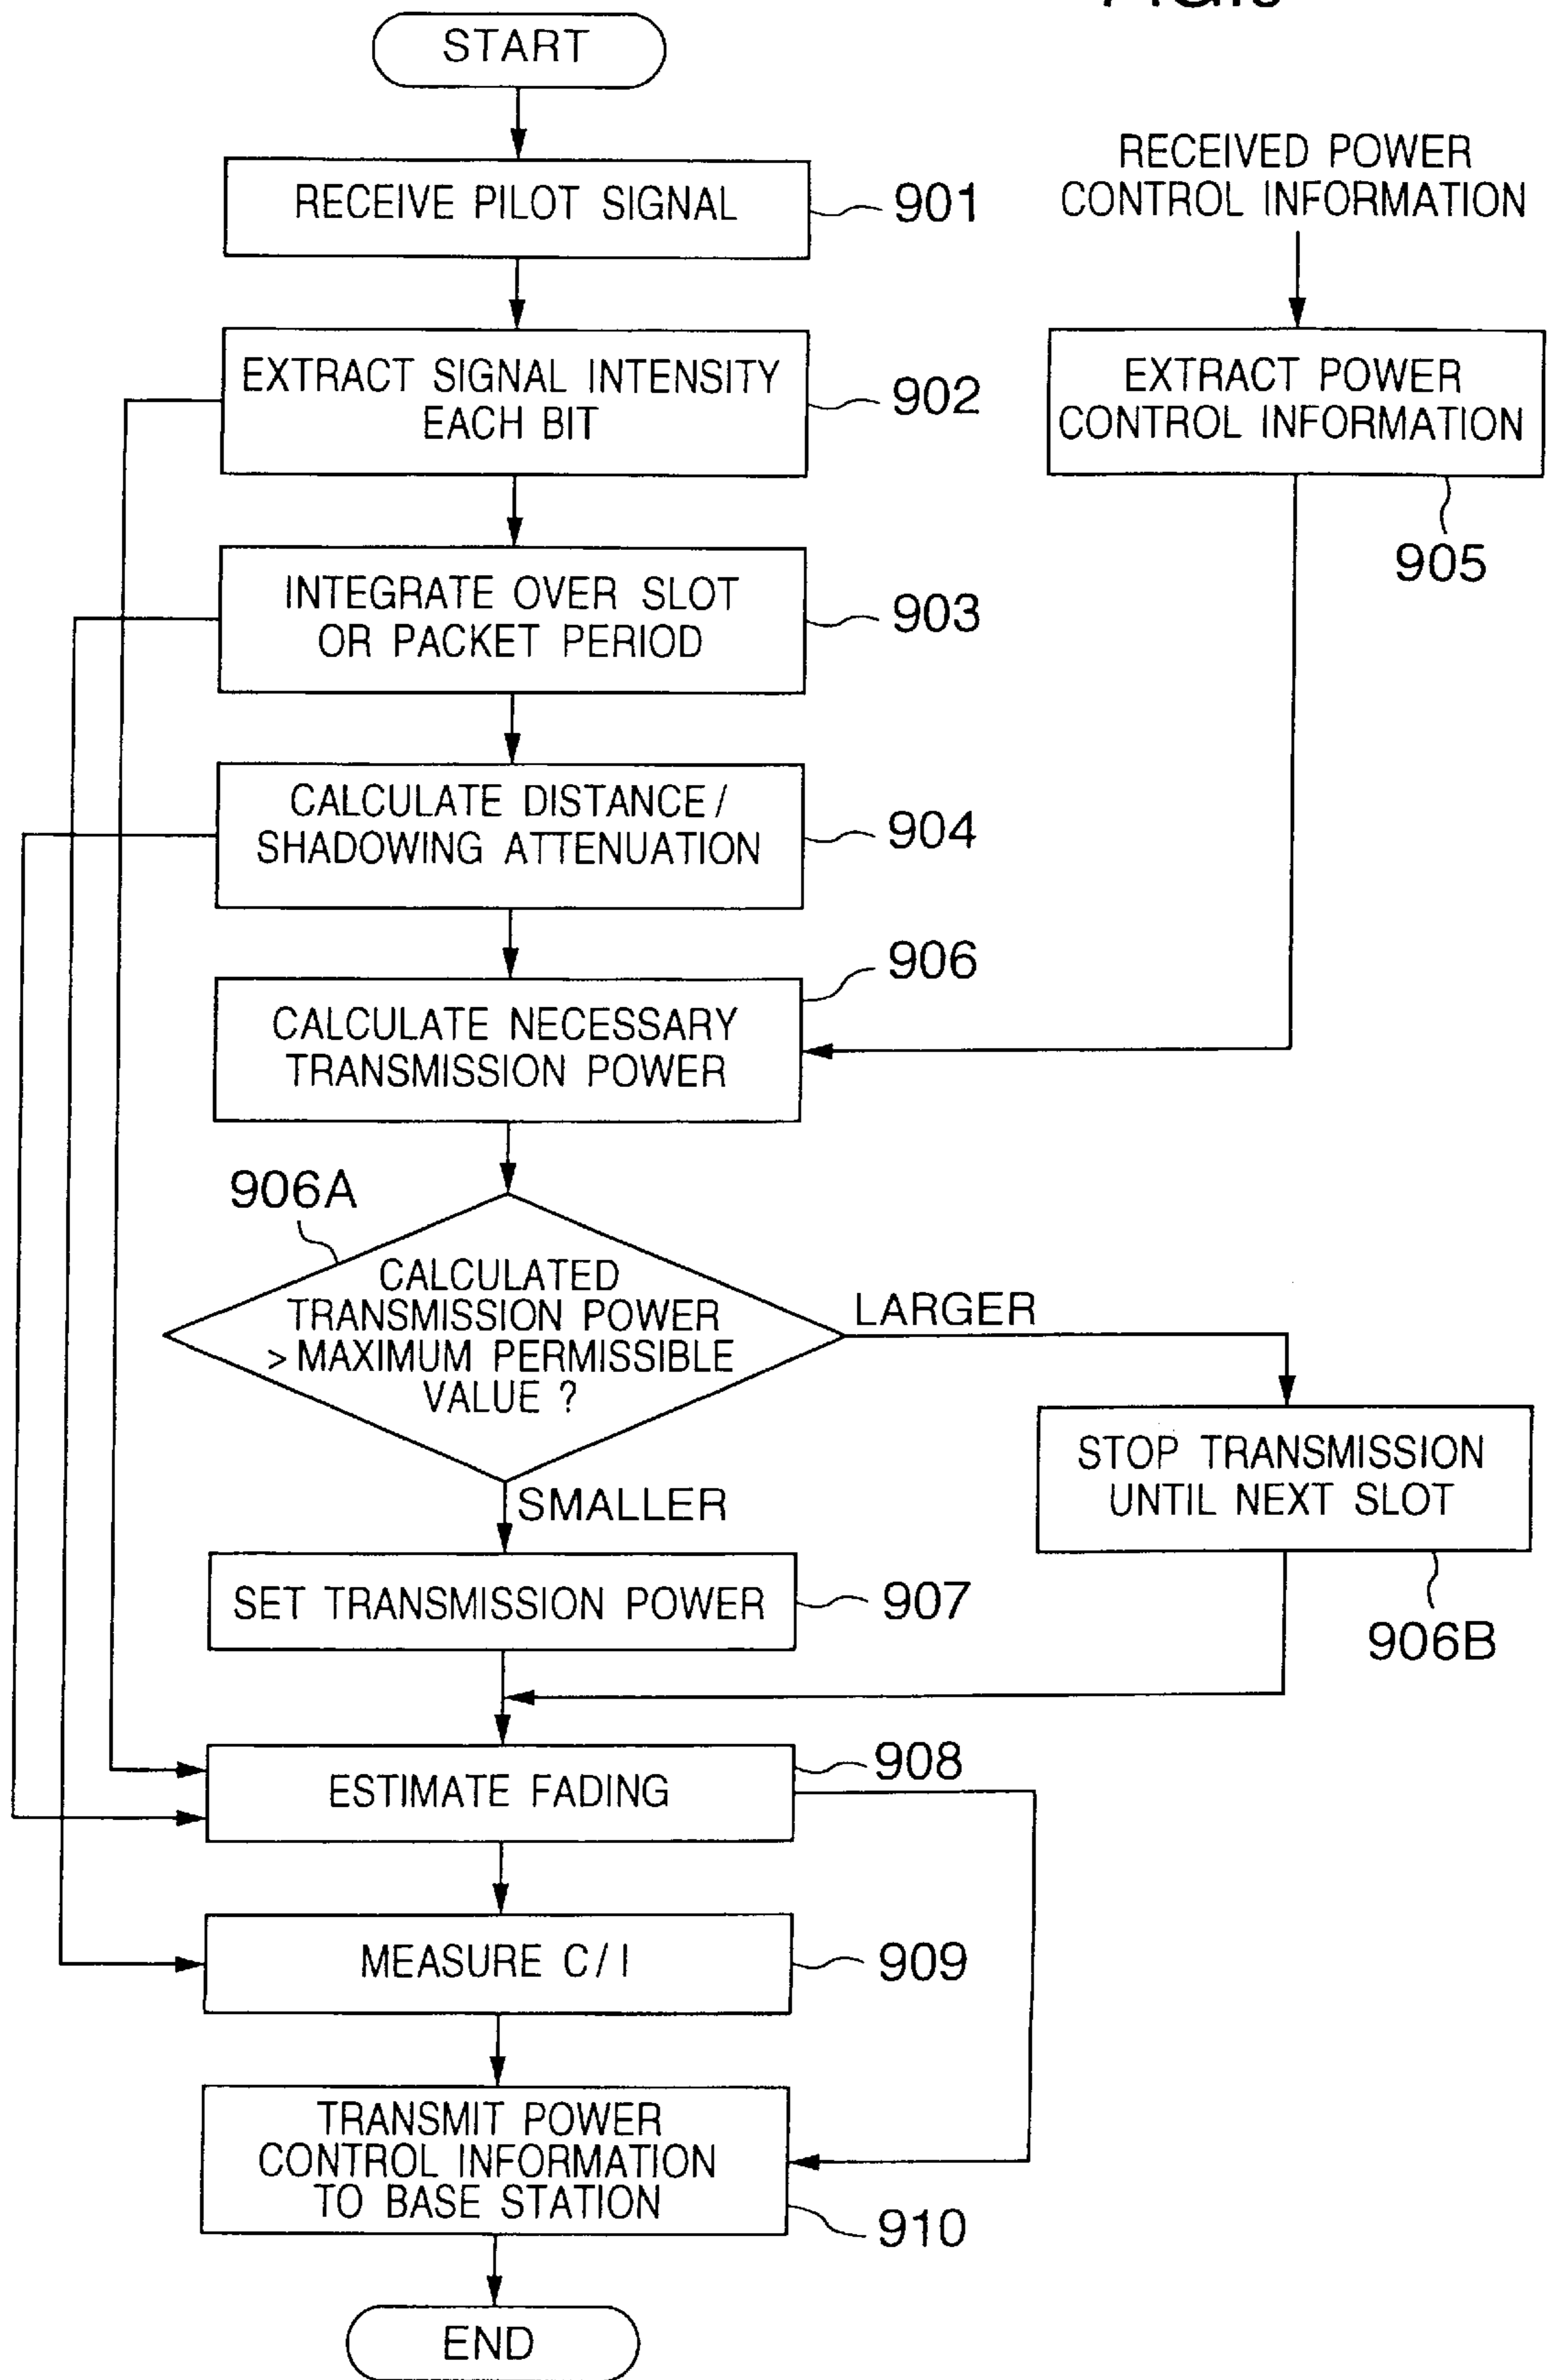 START
RECEIVE PILOT SIGNAL
901
RECEIVED POWER
CONTROL INFORMATION
EXTRACT SIGNAL INTENSITY
EACH BIT
902
EXTRACT POWER
CONTROL INFORMATION
905
INTEGRATE OVER SLOT
OR PACKET PERIOD
903
CALCULATE DISTANCE /
SHADOWING ATTENUATION
904
906
CALCULATE NECESSARY
TRANSMISSION POWER
906A
CALCULATED
TRANSMISSION POWER
> MAXIMUM PERMISSIBLE
VALUE ?
LARGER
SMALLER
STOP TRANSMISSION
UNTIL NEXT SLOT
906B
SET TRANSMISSION POWER
907
ESTIMATE FADING
908
MEASURE C / I
909
TRANSMIT POWER
CONTROL INFORMATION
TO BASE STATION
910
END